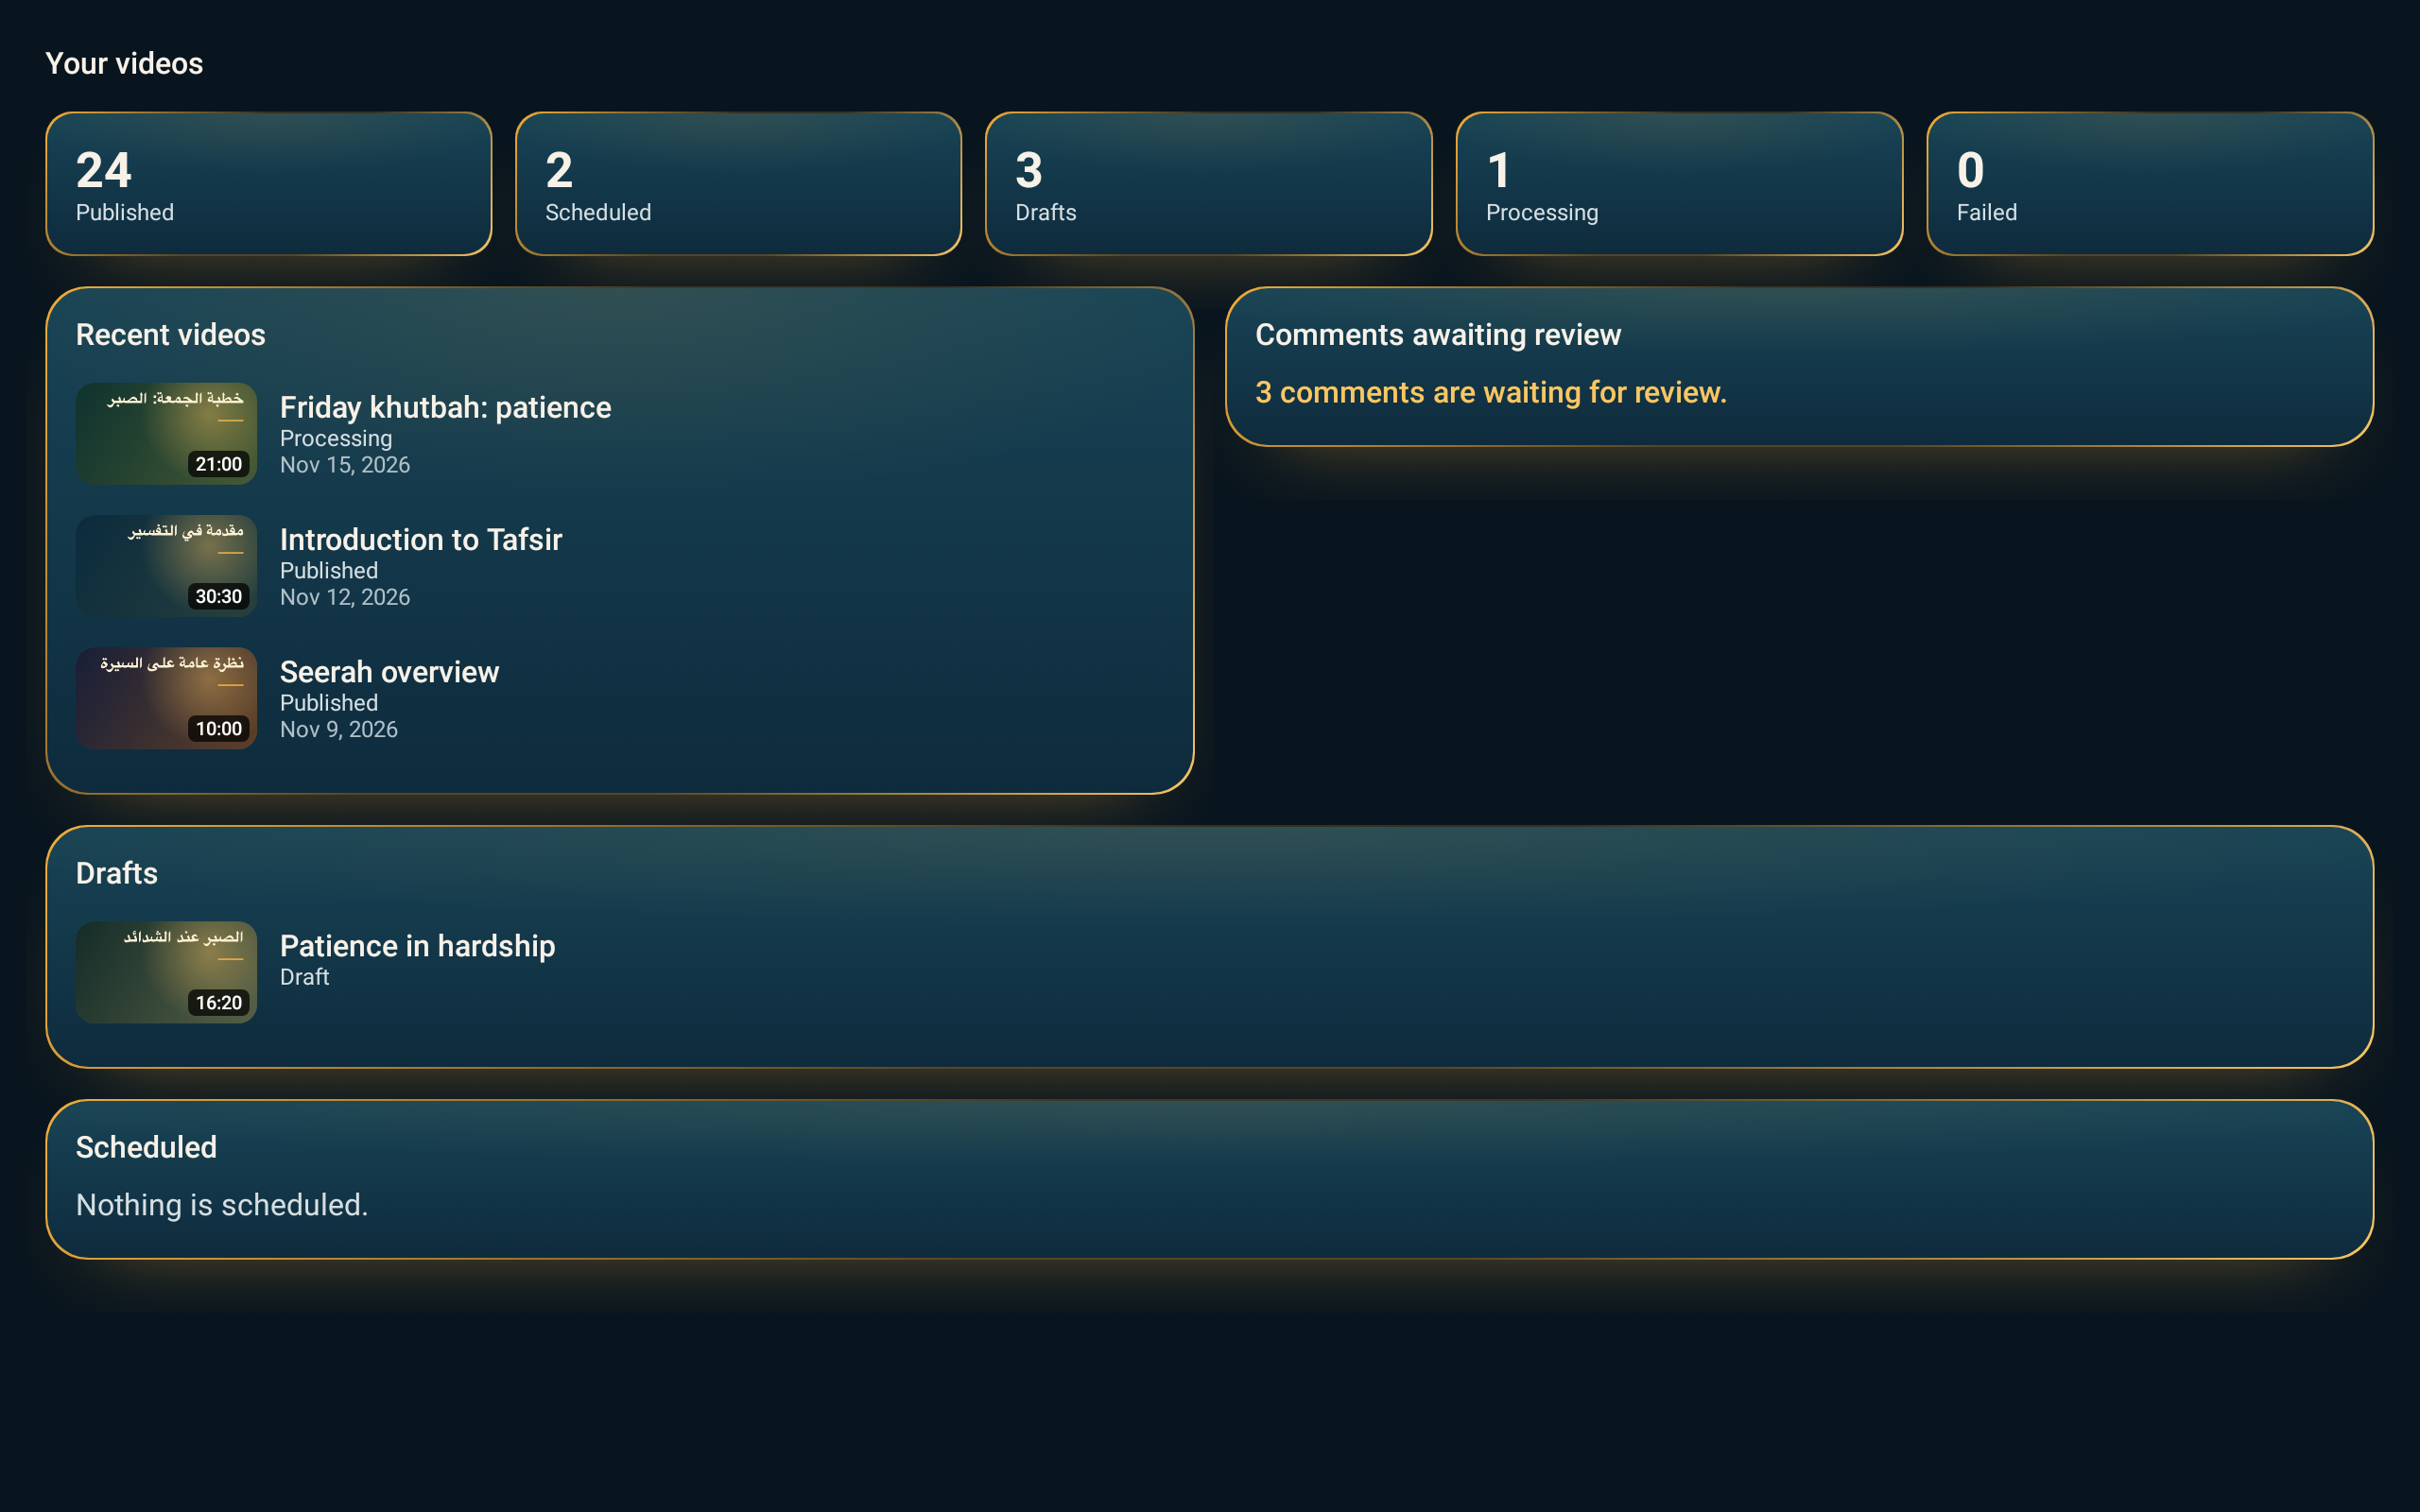 Your videos
24
Published
2
Scheduled
3
Drafts
1
Processing
0
Failed
Recent videos
خطبة الجمعة: الصبر
21:00
Friday khutbah: patience
Processing
Nov 15, 2026
مقدمة في التفسير
30:30
Introduction to Tafsir
Published
Nov 12, 2026
نظرة عامة على السيرة
10:00
Seerah overview
Published
Nov 9, 2026
Comments awaiting review
3 comments are waiting for review.
Drafts
الصبر عند الشدائد
16:20
Patience in hardship
Draft
Scheduled
Nothing is scheduled.